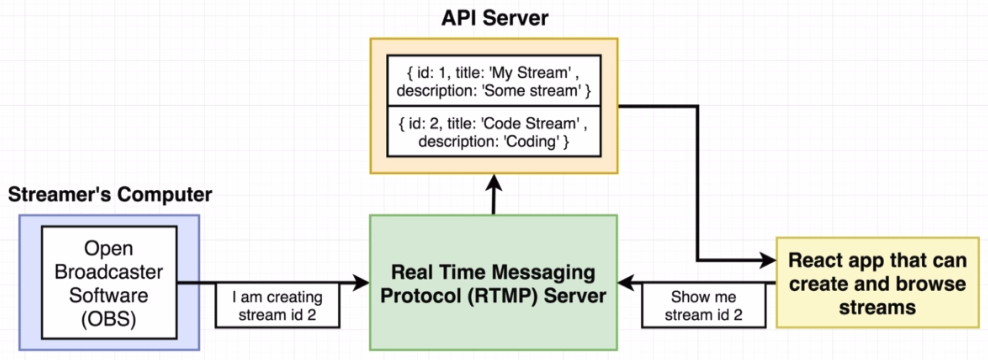 API Server
{ id: 1, title: 'My Stream' ,
description: 'Some stream' }
{ id: 2, title: 'Code Stream' ,
description: 'Coding' }
Streamer's Computer
Open
Broadcaster
Software
(OBS)
I am creating
stream id 2
Real Time Messaging
Protocol (RTMP) Server
Show me
stream id 2
React app that can
create and browse
streams